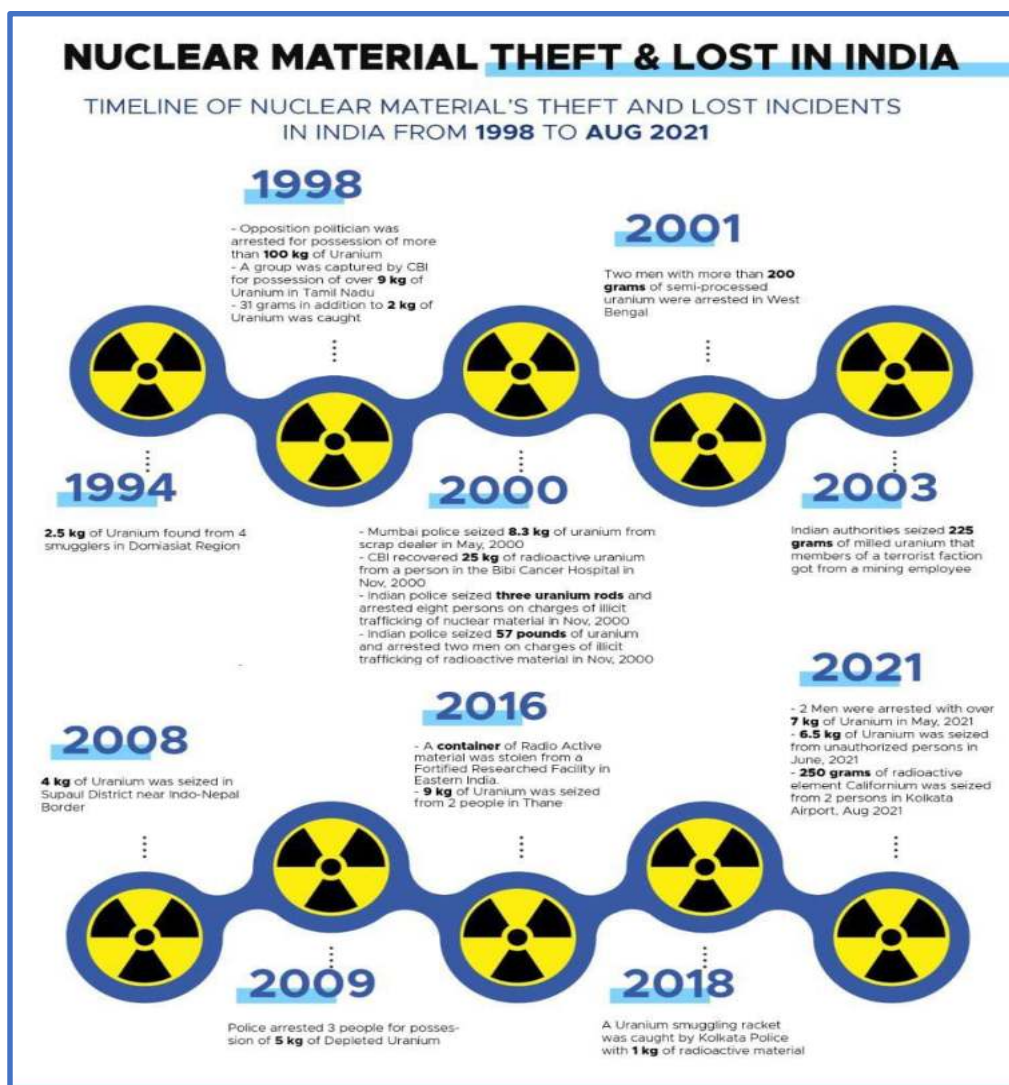 NUCLEAR MATERIAL THEFT & LOST IN INDIA
TIMELINE OF NUCLEAR MATERIAL'S THEFT AND LOST INCIDENTS
IN INDIA FROM 1998 TO AUG 2021
1998
- Opposition politician was
arrested for possession of more
than 100 kg of Uranium
- A group was captured by CBI
for possession of over 9 kg of
Uranium in Tamil Nadu
- 31 grams in addition to 2 kg of
Uranium was caught
2001
Two men with more than 200
grams of semi-processed
uranium were arrested in West
Bengal
1994
2.5 kg of Uranium found from 4
smugglers in Domiasiat Region
2000
- Mumbai police seized 8.3 kg of uranium from
scrap dealer in May, 2000
- CBI recovered 25 kg of radioactive uranium
from a person in the Bibi Cancer Hospital in
Nov, 2000
- Indian police seized three uranium rods and
arrested eight persons on charges of illicit
trafficking of nuclear material in Nov, 2000
- Indian police seized 57 pounds of uranium
and arrested two men on charges of illicit
trafficking of radioactive material in Nov, 2000
2003
Indian authorities seized 225
grams of milled uranium that
members of a terrorist faction
got from a mining employee
2008
4 kg of Uranium was seized in
Supaul District near Indo-Nepal
Border
2016
- A container of Radio Active
material was stolen from a
Fortified Researched Facility in
Eastern India.
- 9 kg of Uranium was seized
from 2 people in Thane
2021
- 2 Men were arrested with over
7 kg of Uranium in May, 2021
- 6.5 kg of Uranium was seized
from unauthorized persons in
June, 2021
- 250 grams of radioactive
element Californium was seized
from 2 persons in Kolkata
Airport, Aug 2021
2009
Police arrested 3 people for posses-
sion of 5 kg of Depleted Uranium
2018
A Uranium smuggling racket
was caught by Kolkata Police
with 1 kg of radioactive material